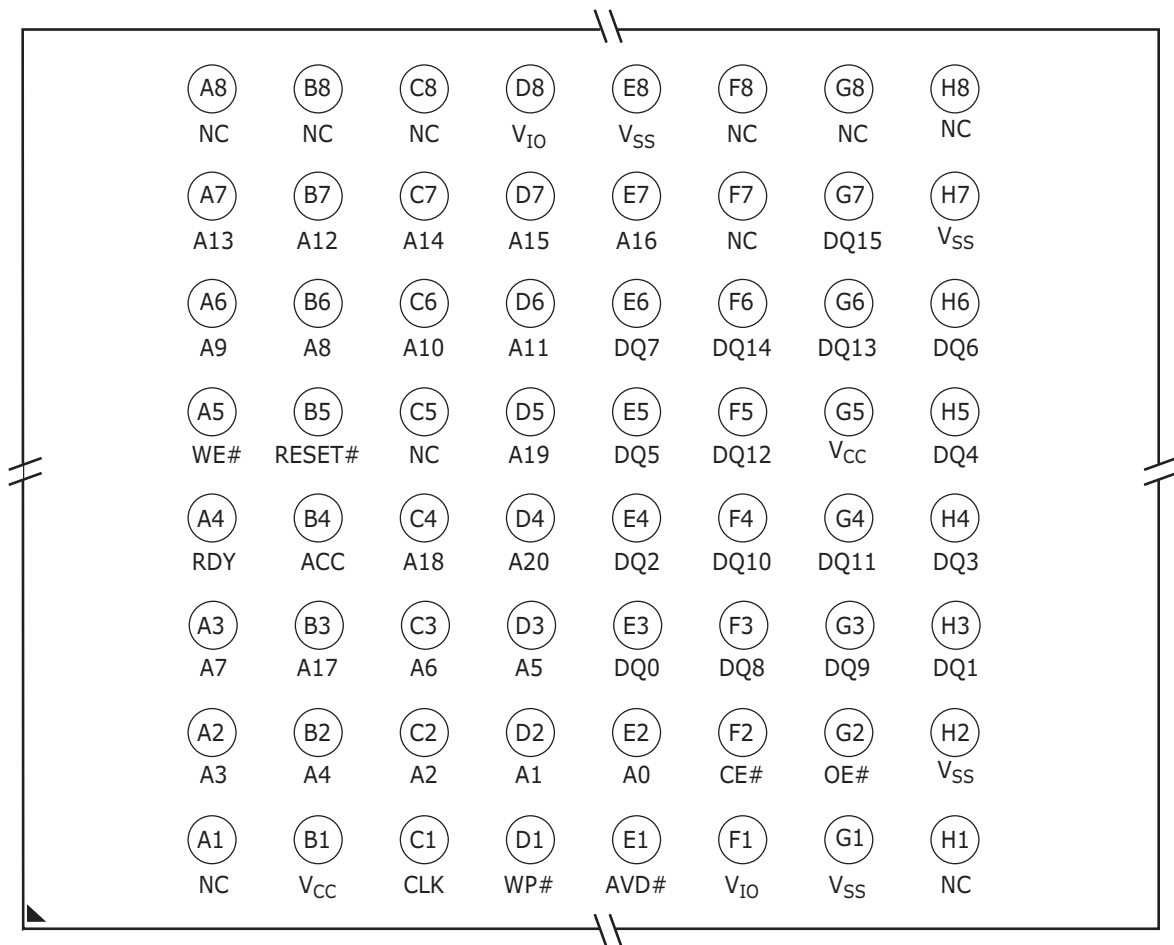 A8 B8 C8 D8 E8 F8 G8 H8
NC NC NC VIO VSS NC NC NC
A7 B7 C7 D7 E7 F7 G7 H7
A13 A12 A14 A15 A16 NC DQ15 VSS
A6 B6 C6 D6 E6 F6 G6 H6
A9 A8 A10 A11 DQ7 DQ14 DQ13 DQ6
A5 B5 C5 D5 E5 F5 G5 H5
WE# RESET# NC A19 DQ5 DQ12 VCC DQ4
A4 B4 C4 D4 E4 F4 G4 H4
RDY ACC A18 A20 DQ2 DQ10 DQ11 DQ3
A3 B3 C3 D3 E3 F3 G3 H3
A7 A17 A6 A5 DQ0 DQ8 DQ9 DQ1
A2 B2 C2 D2 E2 F2 G2 H2
A3 A4 A2 A1 A0 CE# OE# VSS
A1 B1 C1 D1 E1 F1 G1 H1
NC VCC CLK WP# AVD# VIO VSS NC